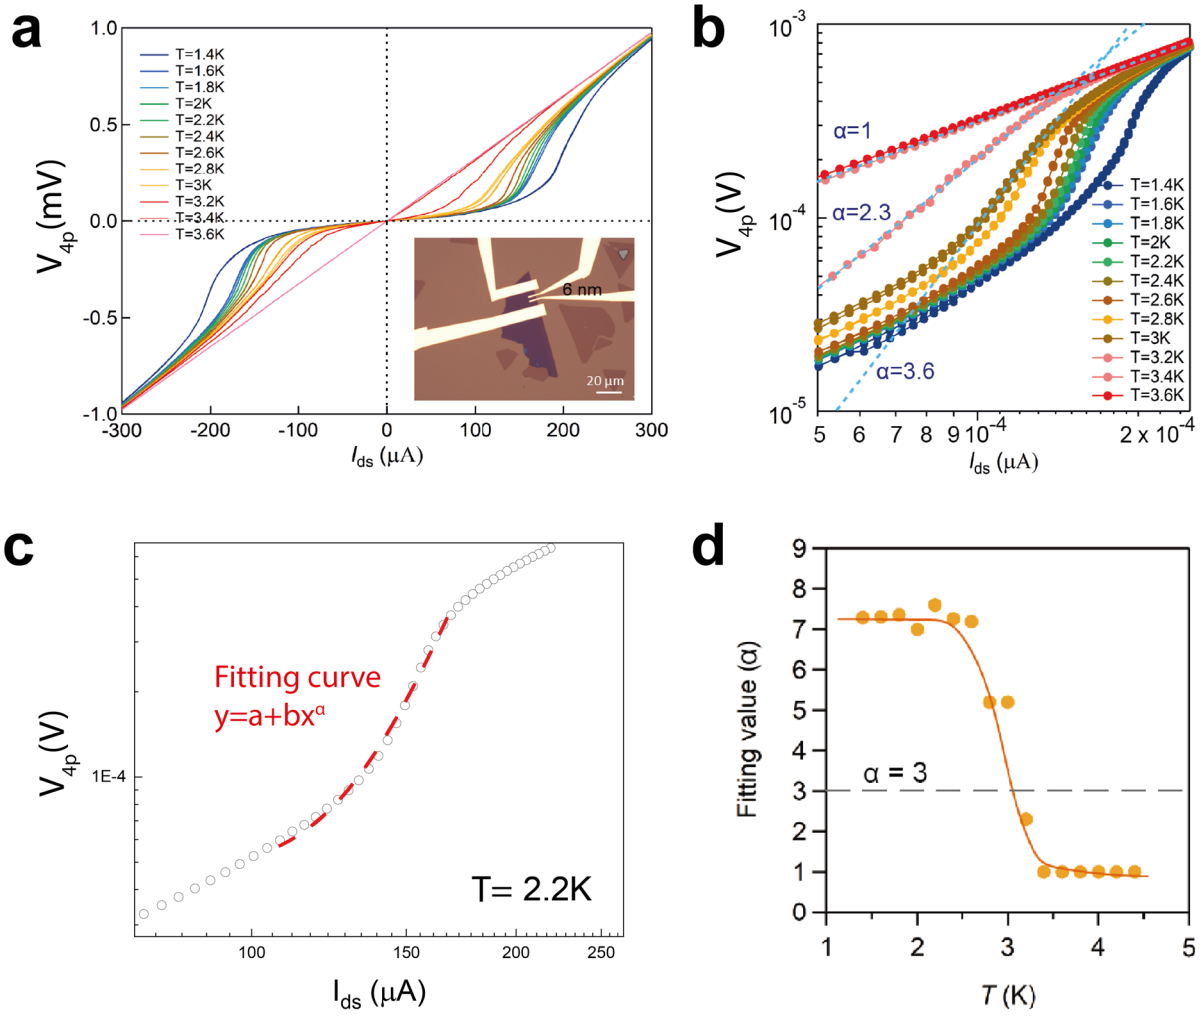 a
1.0
0.5
0.0
-0.5
-1.0
V4p(mV)
T=1.4K
T=1.6K
T=1.8K
T=2K
T=2.2K
T=2.4K
T=2.6K
T=2.8K
T=3K
T=3.2K
T=3.4K
T=3.6K
6 nm
20 μm
-300
-200
-100
0
100
200
300
Ids (μA)
b
10-3
10-4
10-5
V4p(V)
α=1
α=2.3
α=3.6
T=1.4K
T=1.6K
T=1.8K
T=2K
T=2.2K
T=2.4K
T=2.6K
T=2.8K
T=3K
T=3.2K
T=3.4K
T=3.6K
5
6
7
8
9
10-4
2 x 10-4
Ids (μA)
c
V4p(V)
1E-4
Fitting curve
y=a+bxα
T= 2.2K
100
150
200
250
Ids (μA)
d
9
8
7
6
5
4
3
2
1
0
Fitting value (α)
α = 3
1
2
3
4
5
T (K)